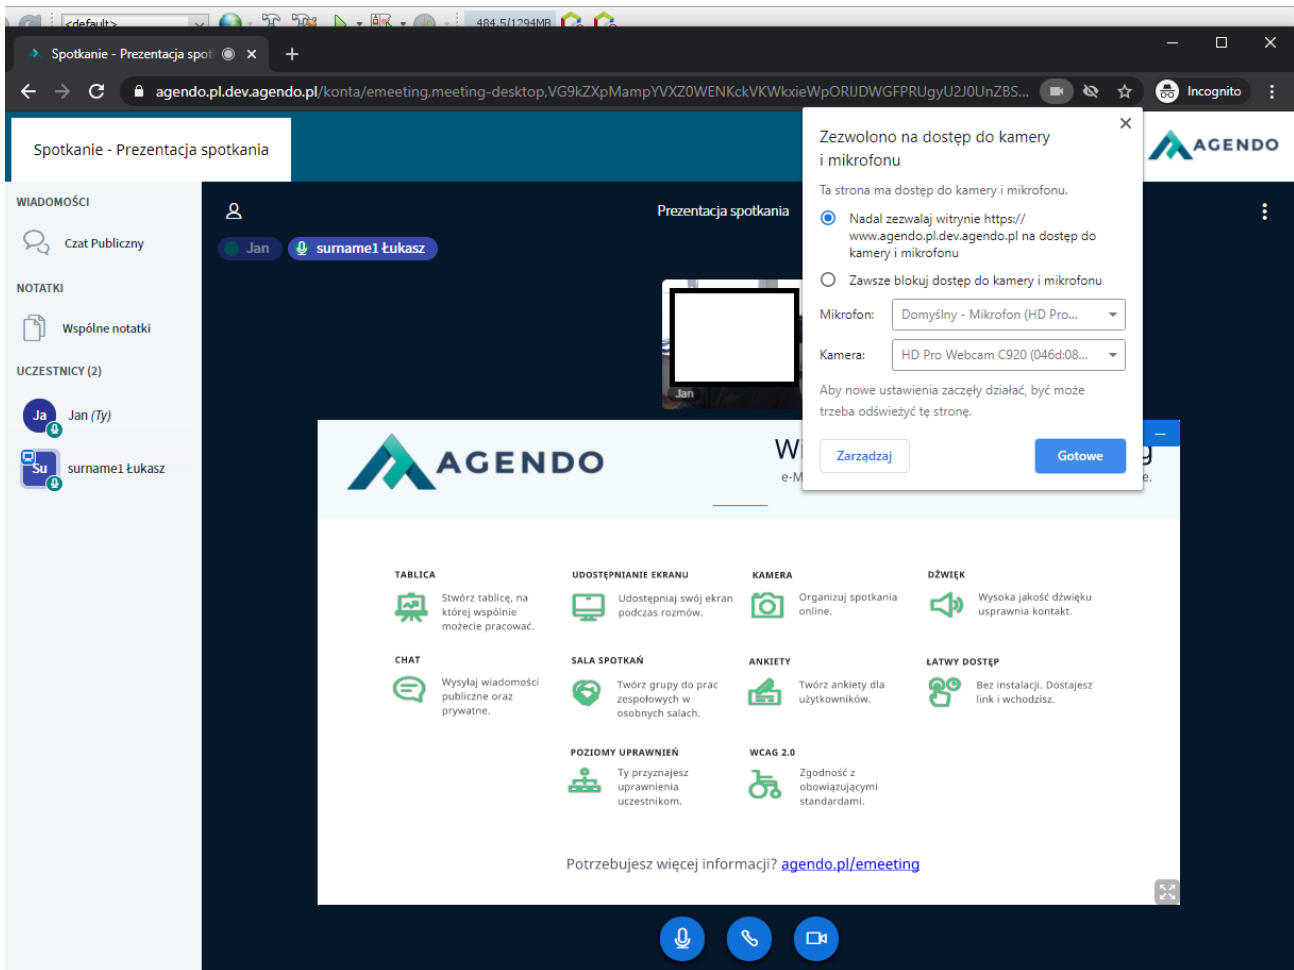 <default>
484,5/1294MB
Spotkanie - Prezentacja spot
agendo.pl.dev.agendo.pl/konta/emeeting,meeting-desktop,
Incognito
Spotkanie - Prezentacja spotkania
AGENDO
WIADOMOŚCI
Czat Publiczny
NOTATKI
Wspólne notatki
UCZESTNICY (2)
Ja
Jan (Ty)
Su
surname1 Łukasz
Prezentacja spotkania
Jan
surname1 Łukasz
Jan
Zezwolono na dostęp do kamery
i mikrofonu
Ta strona ma dostęp do kamery i mikrofonu.
Nadal zezwalaj witrynie https://
www.agendo.pl.dev.agendo.pl na dostęp do
kamery i mikrofonu
Zawsze blokuj dostęp do kamery i mikrofonu
Mikrofon:
Domyślny - Mikrofon (HD Pro...
Kamera:
HD Pro Webcam C920 (046d:08...
Aby nowe ustawienia zaczęły działać, być może
trzeba odświeżyć tę stronę.
Zarządzaj
Gotowe
AGENDO
Wi
e-M
e.
TABLICA
Stwórz tablicę, na
której wspólnie
możecie pracować.
UDOSTĘPNIANIE EKRANU
Udostępniaj swój ekran
podczas rozmów.
KAMERA
Organizuj spotkania
online.
DŹWIĘK
Wysoka jakość dźwięku
usprawnia kontakt.
CHAT
Wysyłaj wiadomości
publiczne oraz
prywatne.
SALA SPOTKAŃ
Twórz grupy do prac
zespołowych w
osobnych salach.
ANKIETY
Twórz ankiety dla
użytkowników.
ŁATWY DOSTĘP
Bez instalacji. Dostajesz
link i wchodzisz.
POZIOMY UPRAWNIEŃ
Ty przyznajesz
uprawnienia
uczestnikom.
WCAG 2.0
Zgodność z
obowiązującymi
standardami.
Potrzebujesz więcej informacji? agendo.pl/emeeting